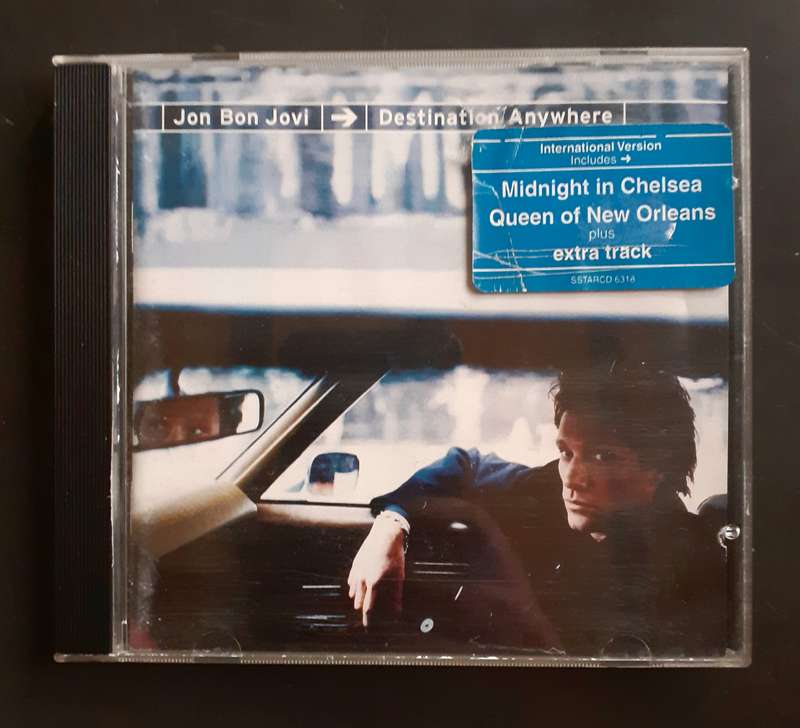 Jon Bon Jovi → Destination Anywhere
International Version
Includes →
Midnight in Chelsea
Queen of New Orleans
plus
extra track
SSTARCD 6318